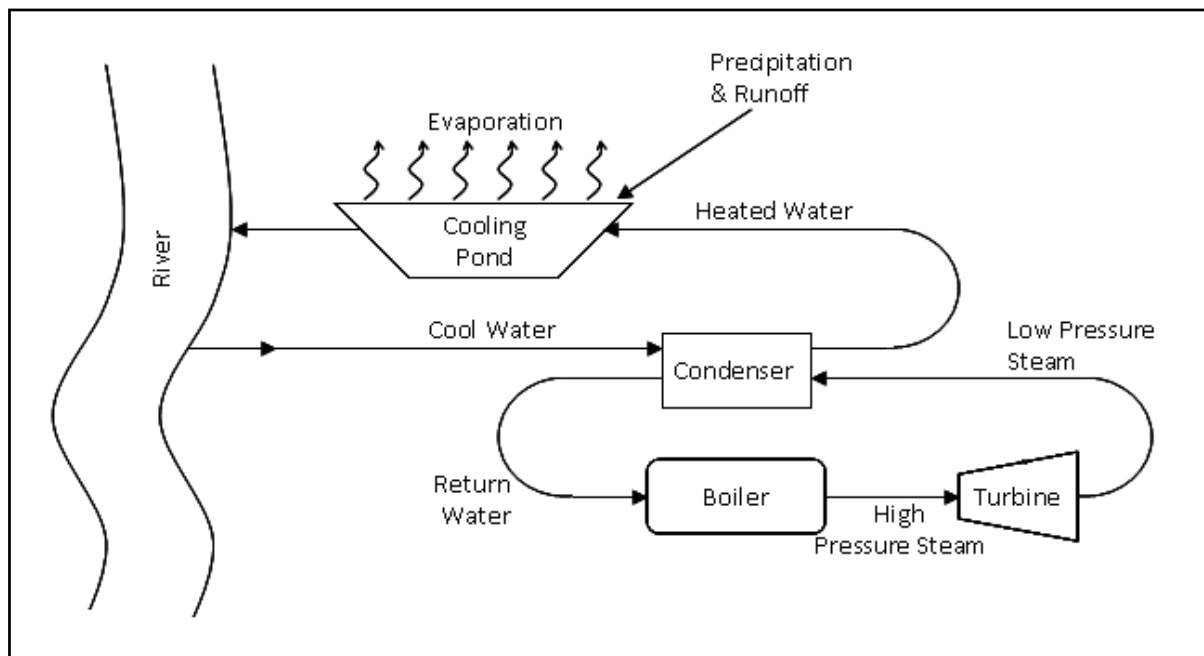 Precipitation
& Runoff
Evaporation
Cooling
Pond
Heated Water
River
Cool Water
Condenser
Low Pressure
Steam
Return
Water
Boiler
High
Pressure Steam
Turbine